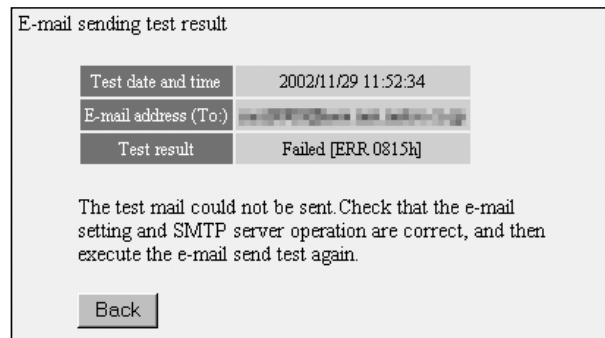 E-mail sending test result
Test date and time 2002/11/29 11:52:34
E-mail address (To:)
Test result Failed [ERR 0815h]
The test mail could not be sent.Check that the e-mail
setting and SMTP server operation are correct, and then
execute the e-mail send test again.
Back